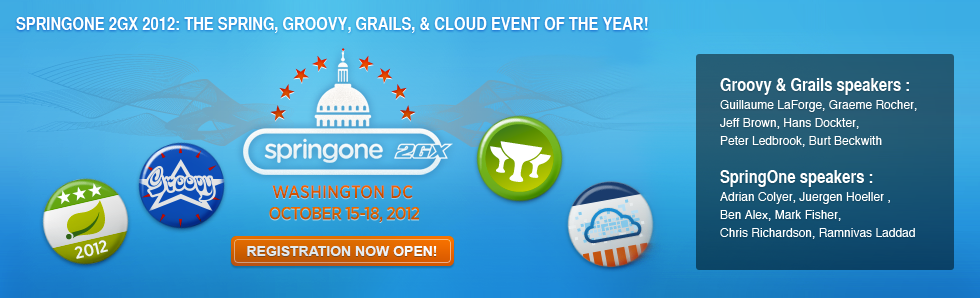 SPRINGONE 2GX 2012: THE SPRING, GROOVY, GRAILS, & CLOUD EVENT OF THE YEAR!
springone 2GX
WASHINGTON DC
OCTOBER 15-18, 2012
REGISTRATION NOW OPEN!
2012
Groovy
Groovy & Grails speakers :
Guillaume LaForge, Graeme Rocher,
Jeff Brown, Hans Dockter,
Peter Ledbrook, Burt Beckwith
SpringOne speakers :
Adrian Colyer, Juergen Hoeller ,
Ben Alex, Mark Fisher,
Chris Richardson, Ramnivas Laddad